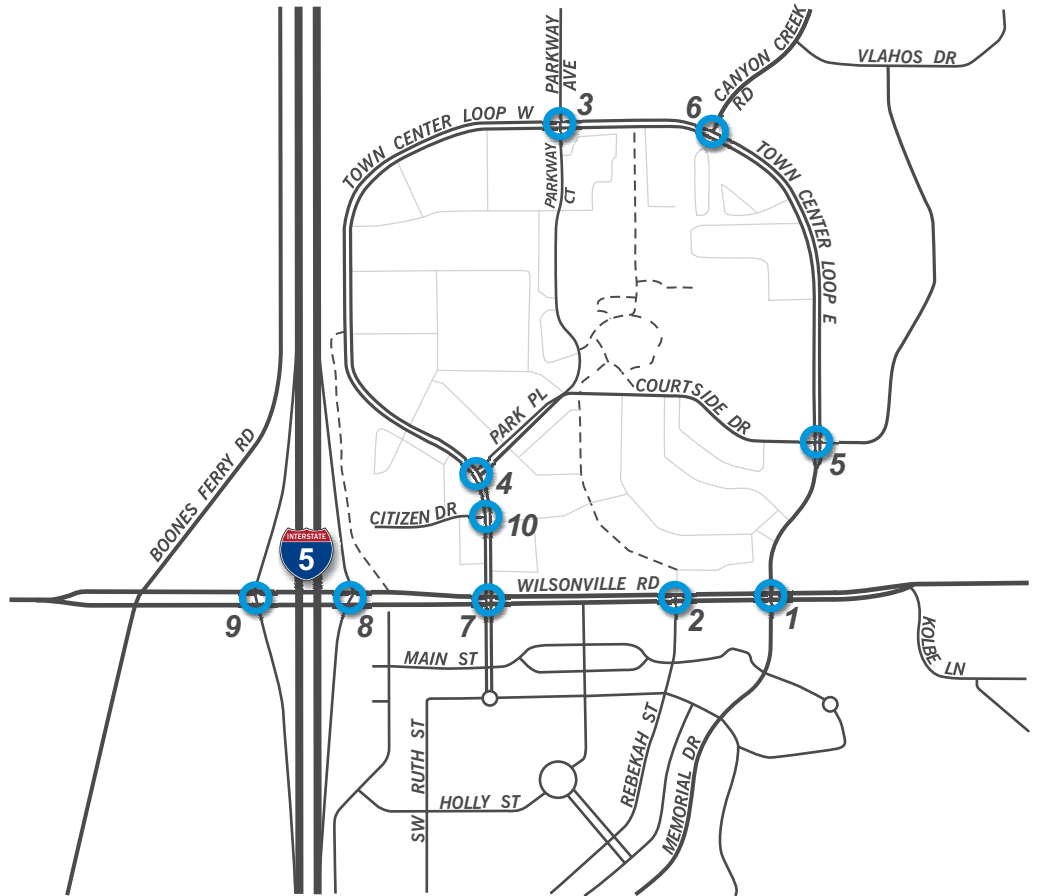 PARKWAY
AVE
CANYON CREEK
RD
VLAHOS DR
3
6
TOWN CENTER LOOP W
PARKWAY
CT
TOWN CENTER LOOP E
COURTSIDE DR
PARK PL
BOONES FERRY RD
5
4
CITIZEN DR
10
INTERSTATE
5
WILSONVILLE RD
9
8
7
2
1
KOLBE LN
MAIN ST
SW RUTH ST
REBEKAH ST
MEMORIAL DR
HOLLY ST